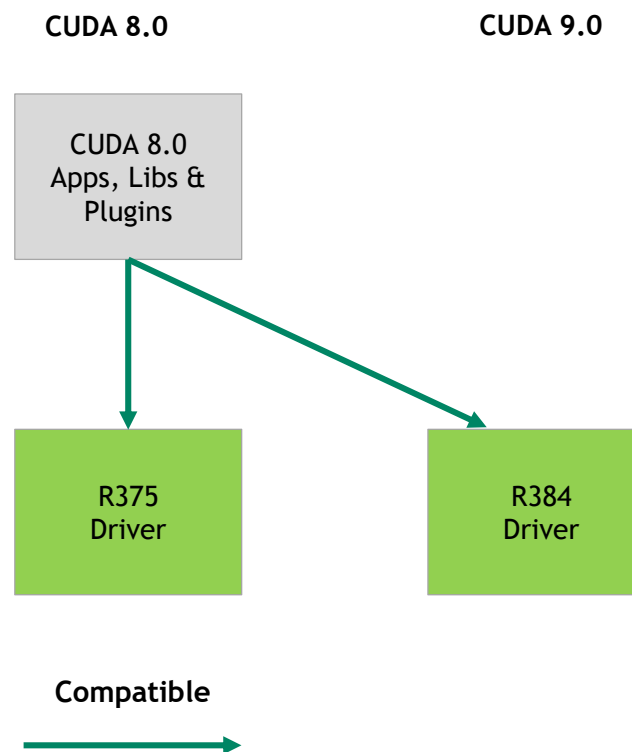 CUDA 8.0
CUDA 9.0
CUDA 8.0
Apps, Libs &
Plugins
R375
Driver
R384
Driver
Compatible